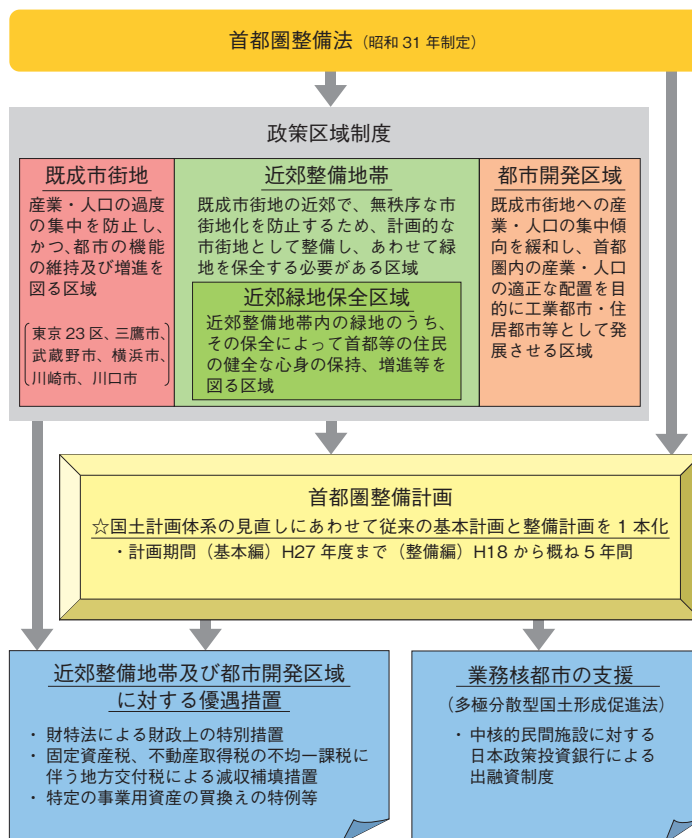 首都圏整備法（昭和 31 年制定）
政策区域制度
既成市街地
産業・人口の過度
の集中を防止し、
かつ、都市の機能
の維持及び増進を
図る区域
東京 23 区、三鷹市、
武蔵野市、横浜市、
川崎市、川口市
近郊整備地帯
既成市街地の近郊で、無秩序な市
街地化を防止するため、計画的な
市街地として整備し、あわせて緑
地を保全する必要がある区域
近郊緑地保全区域
近郊整備地帯内の緑地のうち、
その保全によって首都等の住民
の健全な心身の保持、増進等を
図る区域
都市開発区域
既成市街地への産
業・人口の集中傾
向を緩和し、首都
圏内の産業・人口
の適正な配置を目
的に工業都市・住
居都市等として発
展させる区域
首都圏整備計画
☆国土計画体系の見直しにあわせて従来の基本計画と整備計画を 1 本化
・計画期間（基本編）H27 年度まで（整備編）H18 から概ね 5 年間
近郊整備地帯及び都市開発区域
に対する優遇措置
・ 財特法による財政上の特別措置
・ 固定資産税、不動産取得税の不均一課税に
伴う地方交付税による減収補填措置
・ 特定の事業用資産の買換えの特例等
業務核都市の支援
（多極分散型国土形成促進法）
・ 中核的民間施設に対する
日本政策投資銀行による
出融資制度